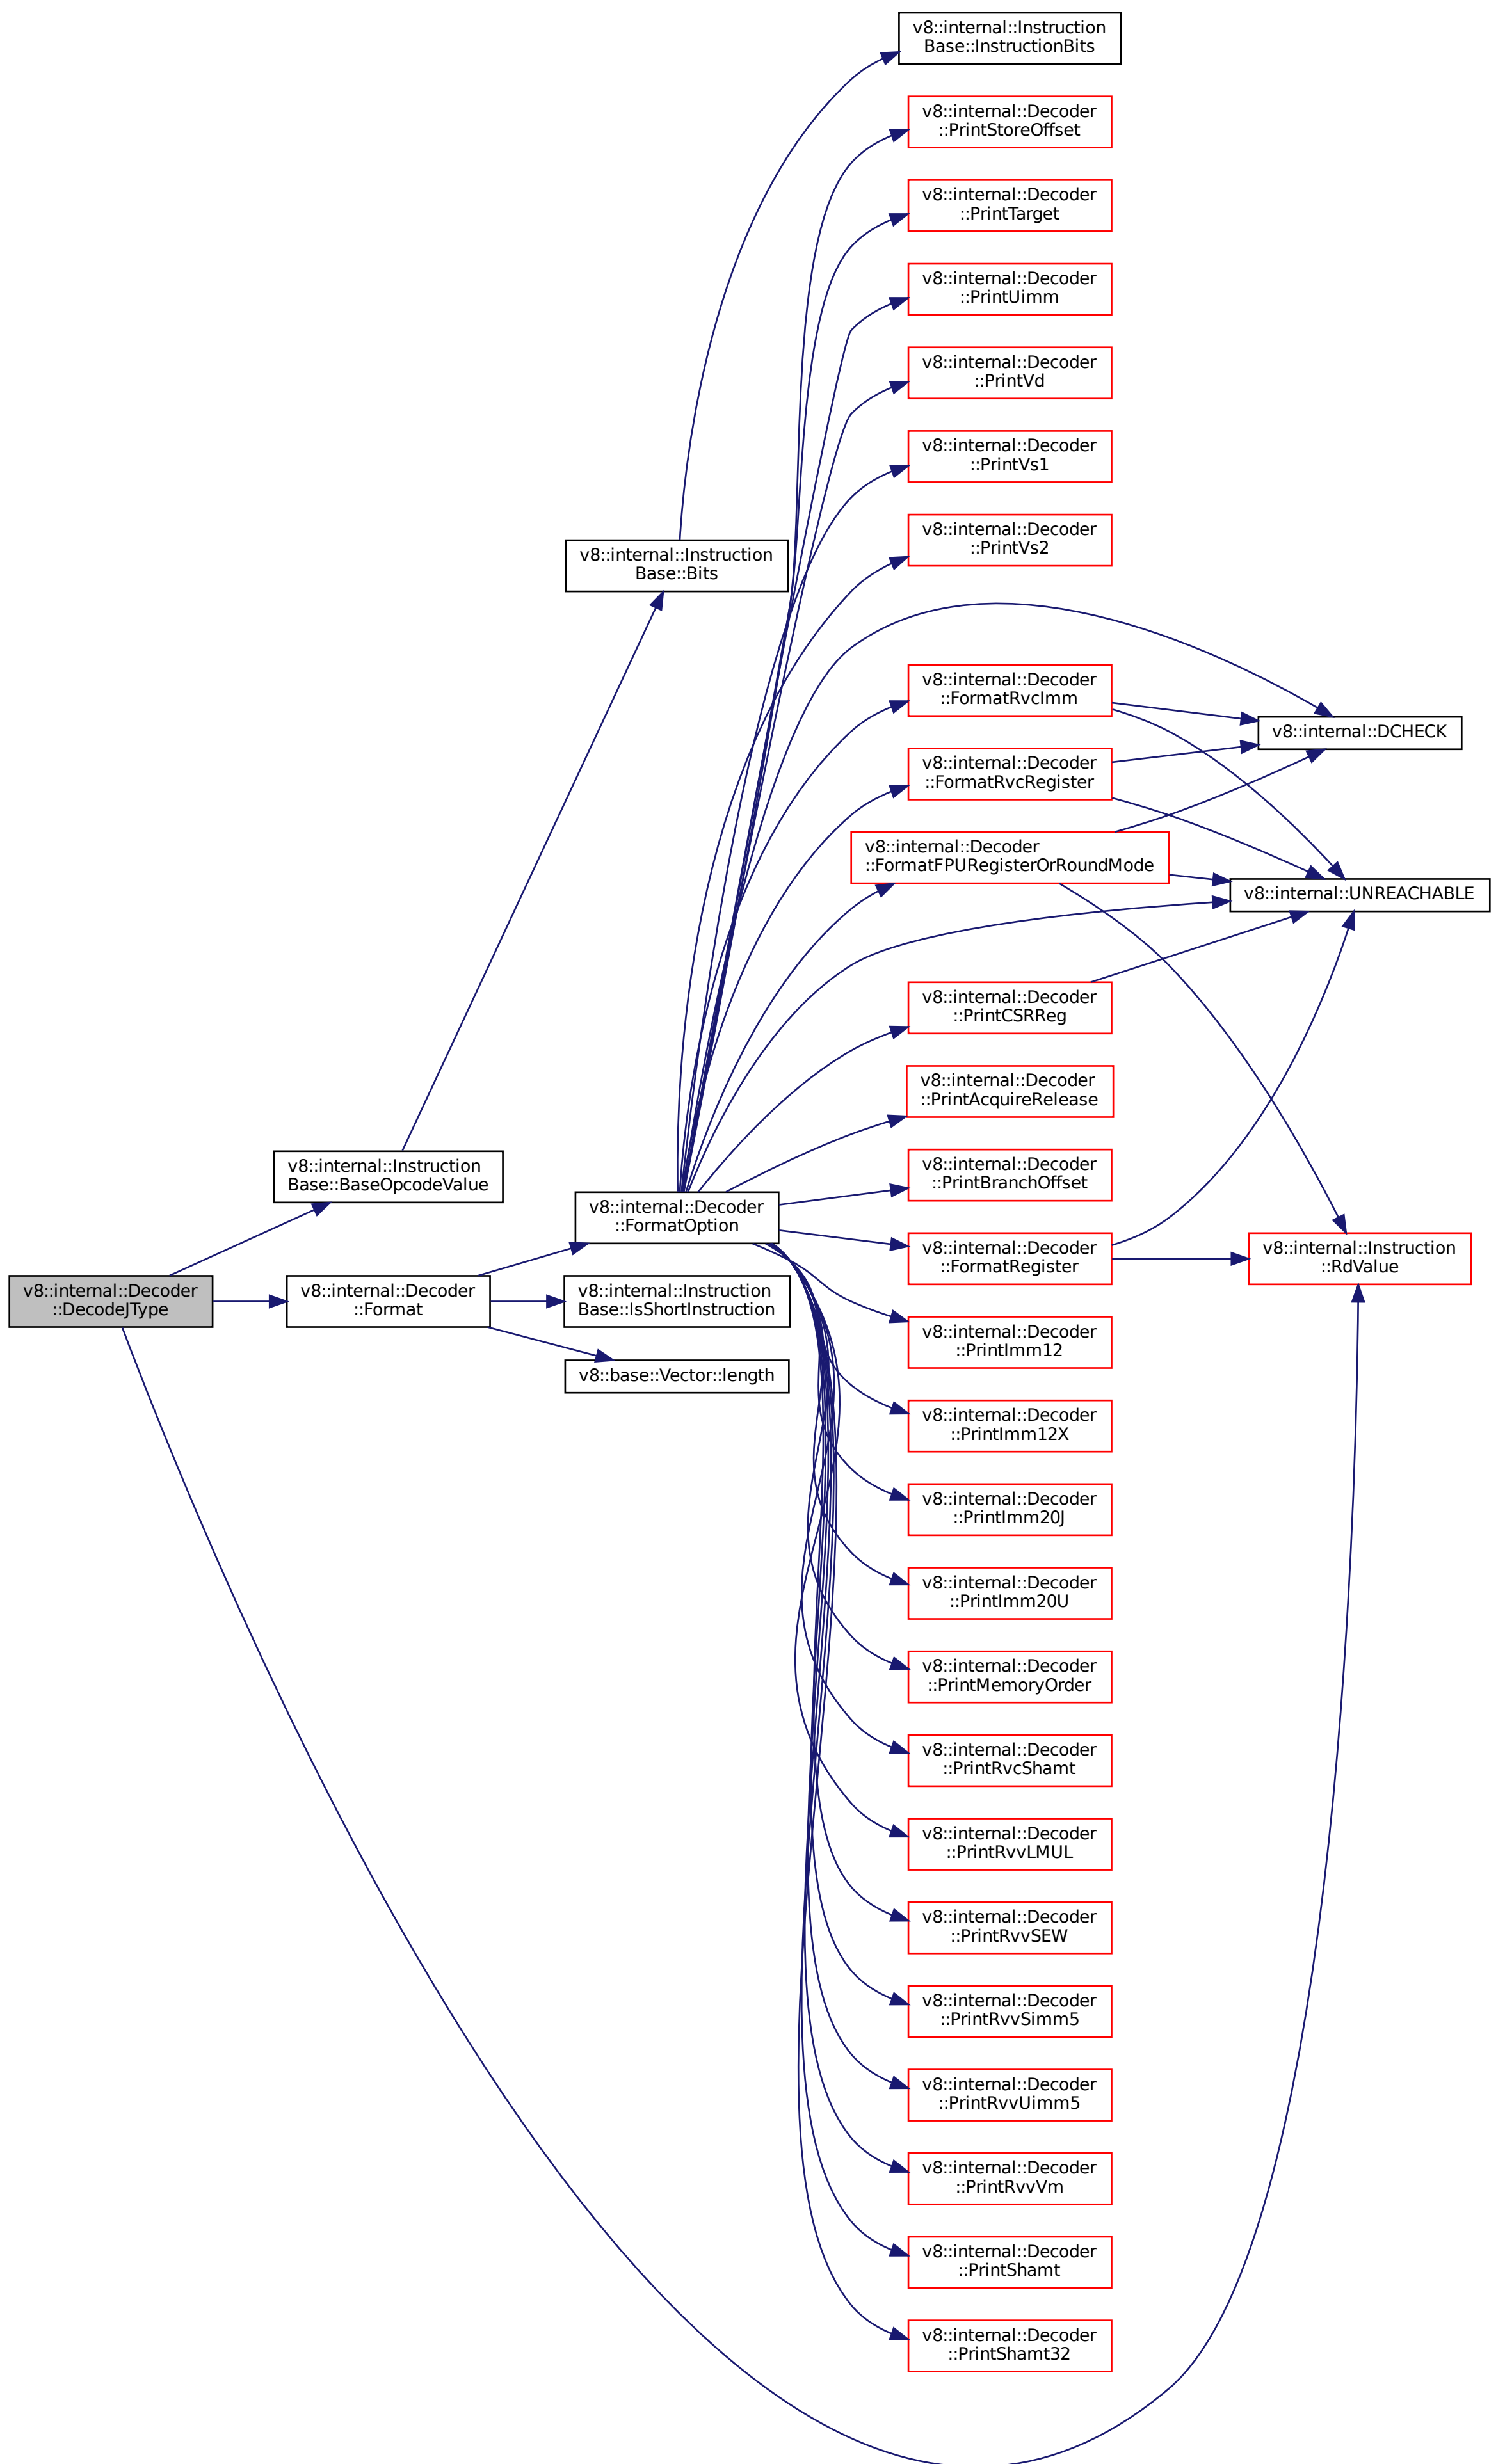 v8::internal::Instruction
Base::InstructionBits
v8::internal::Decoder
::PrintStoreOffset
v8::internal::Decoder
::PrintTarget
v8::internal::Decoder
::PrintUimm
v8::internal::Decoder
::PrintVd
v8::internal::Decoder
::PrintVs1
v8::internal::Decoder
::PrintVs2
v8::internal::Instruction
Base::Bits
v8::internal::Decoder
::FormatRvcImm
v8::internal::DCHECK
v8::internal::Decoder
::FormatRvcRegister
v8::internal::Decoder
::FormatFPURegisterOrRoundMode
v8::internal::UNREACHABLE
v8::internal::Decoder
::PrintCSRReg
v8::internal::Decoder
::PrintAcquireRelease
v8::internal::Instruction
Base::BaseOpcodeValue
v8::internal::Decoder
::PrintBranchOffset
v8::internal::Decoder
::FormatOption
v8::internal::Decoder
::FormatRegister
v8::internal::Instruction
::RdValue
v8::internal::Decoder
::DecodeJType
v8::internal::Decoder
::Format
v8::internal::Instruction
Base::IsShortInstruction
v8::base::Vector::length
v8::internal::Decoder
::PrintImm12
v8::internal::Decoder
::PrintImm12X
v8::internal::Decoder
::PrintImm20J
v8::internal::Decoder
::PrintImm20U
v8::internal::Decoder
::PrintMemoryOrder
v8::internal::Decoder
::PrintRvcShamt
v8::internal::Decoder
::PrintRvvLMUL
v8::internal::Decoder
::PrintRvvSEW
v8::internal::Decoder
::PrintRvvSimm5
v8::internal::Decoder
::PrintRvvUimm5
v8::internal::Decoder
::PrintRvvVm
v8::internal::Decoder
::PrintShamt
v8::internal::Decoder
::PrintShamt32